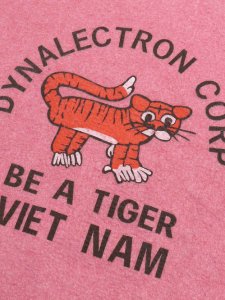 DYNALECTRON CORP
BE A TIGER
VIET NAM